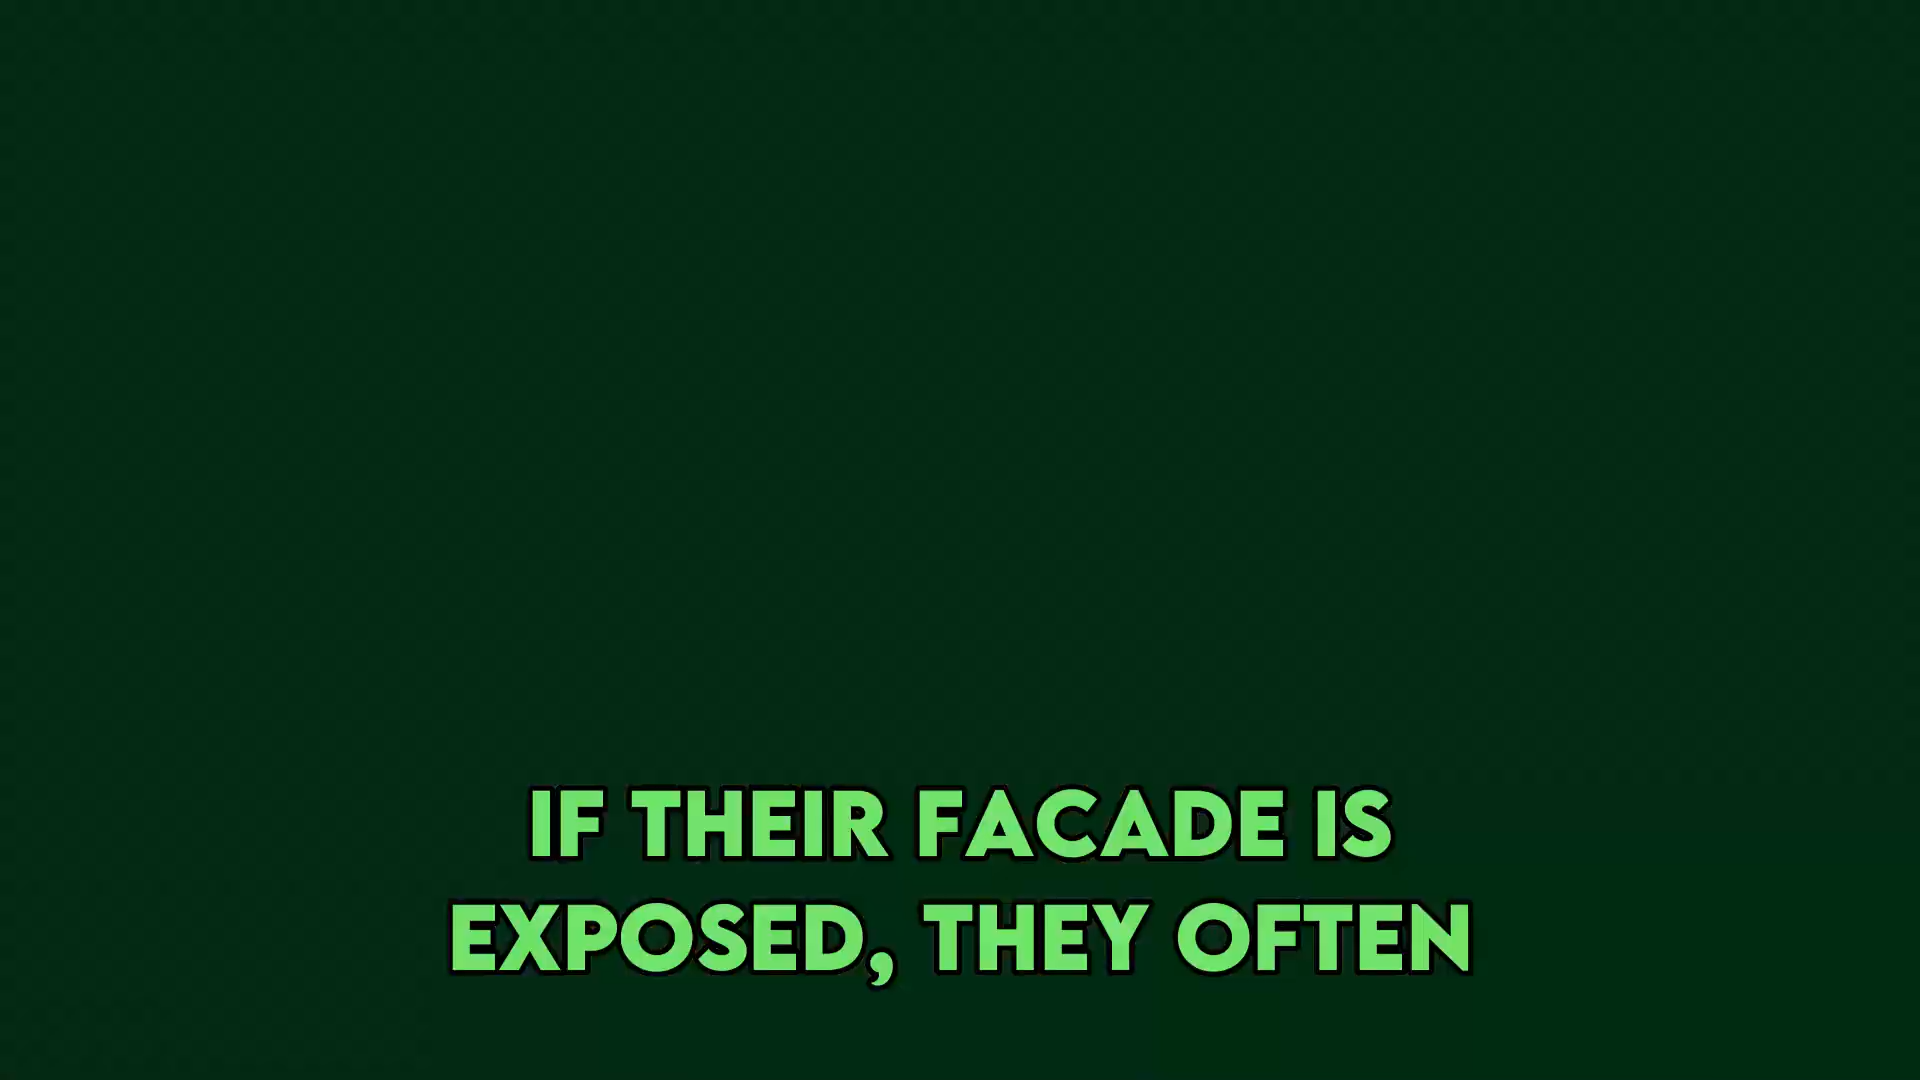 IF THEIR FACADE IS
EXPOSED, THEY OFTEN